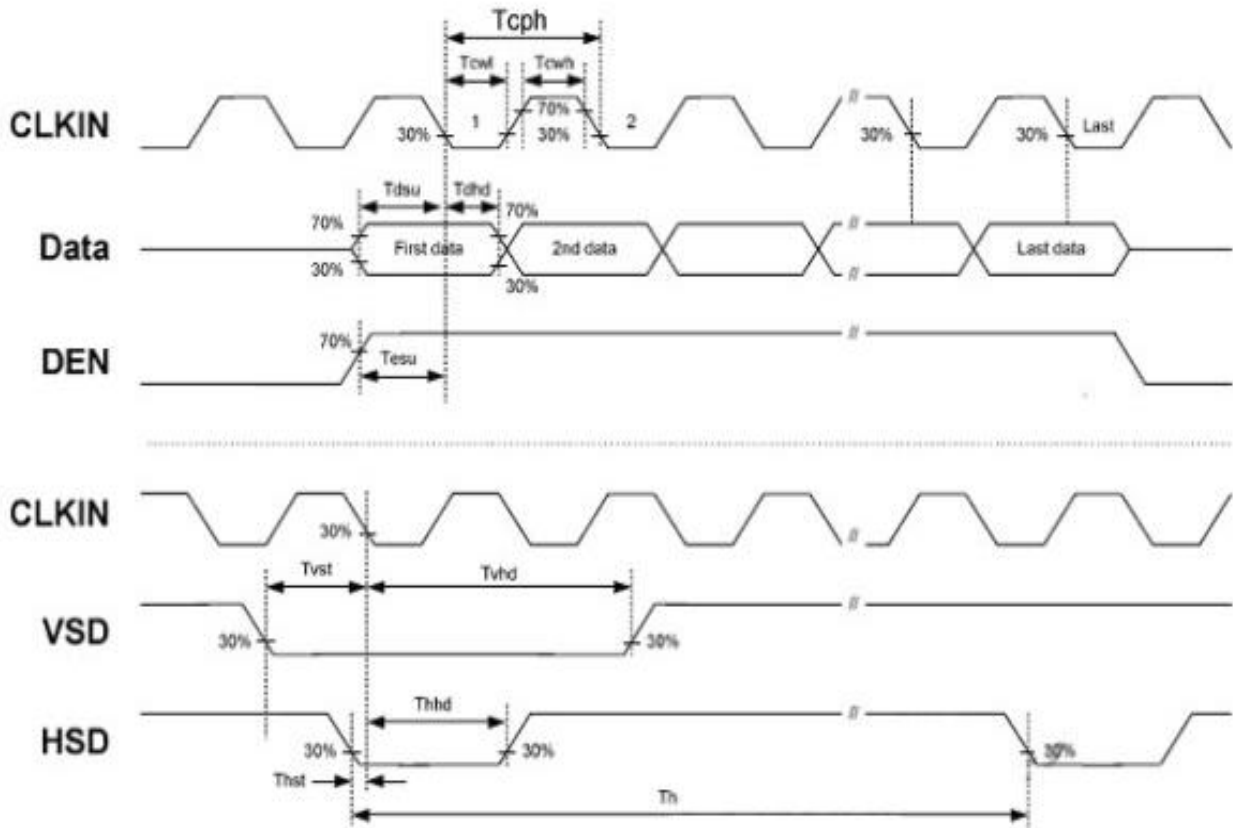 Tcph
Tcwl Tcwh
CLKIN 30% 1 70% 30% 2 // 30% 30% Last
Tdsu Tdhd
Data 70% 30% First data 70% 30% 2nd data // // Last data
DEN 70% Tesu //
CLKIN 30% //
Tvst Tvhd
VSD 30% 30% //
Thhd
HSD 30% 30% // 30%
Thst
Th